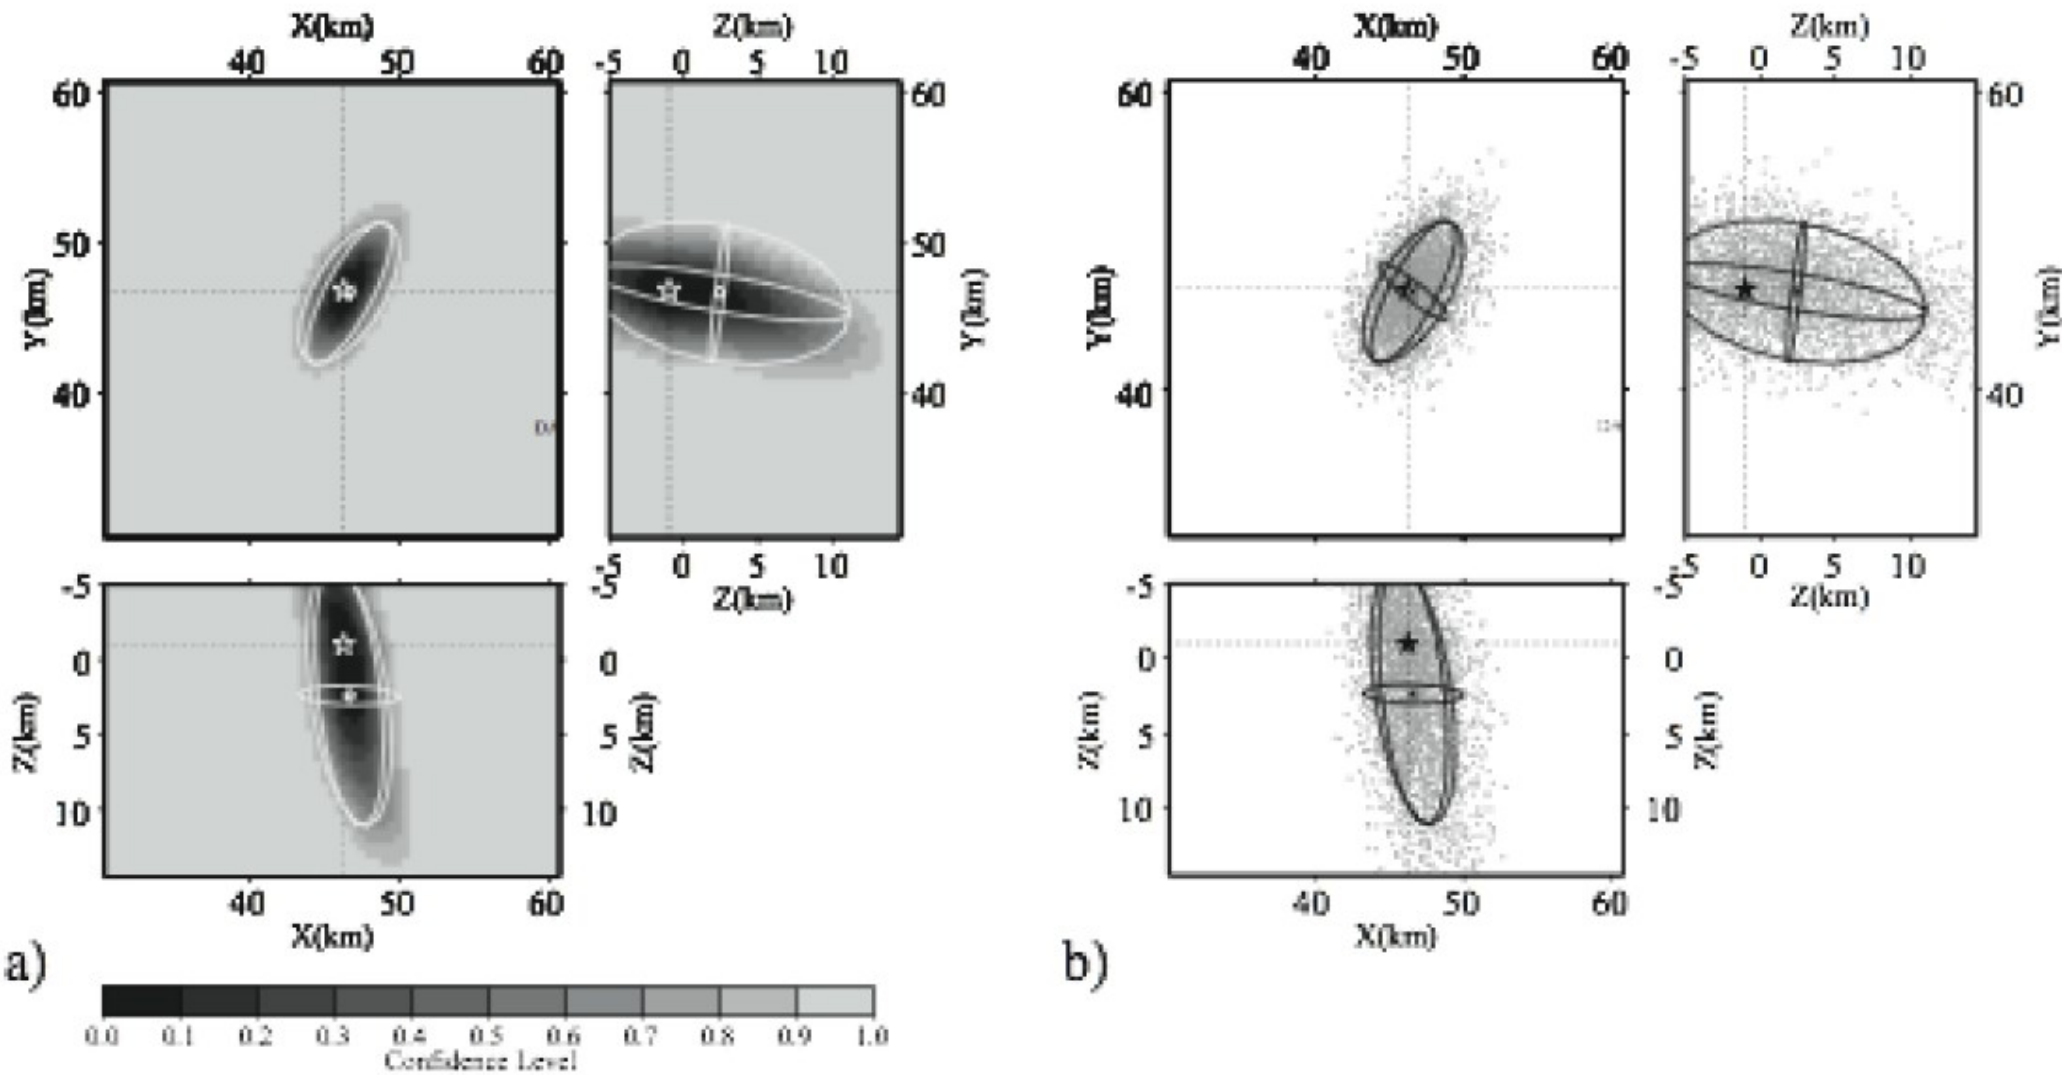 X(km) Z(km) X(km) Z(km)
40 50 60 -5 0 5 10 40 50 60 -5 0 5 10
60 60 60 60
50 50
Y(km) Y(km) Y(km) Y(km)
40 40 40 40
-5 0 5 10 -5 0 5 10
Z(km) Z(km)
-5 -5 -5 -5
0 0 0 0
Z(km) Z(km) Z(km) Z(km)
5 5 5 5
10 10 10 10
40 50 60 40 50 60
X(km) X(km)
a) b)
0.0 0.1 0.2 0.3 0.4 0.5 0.6 0.7 0.8 0.9 1.0
Confidence Level